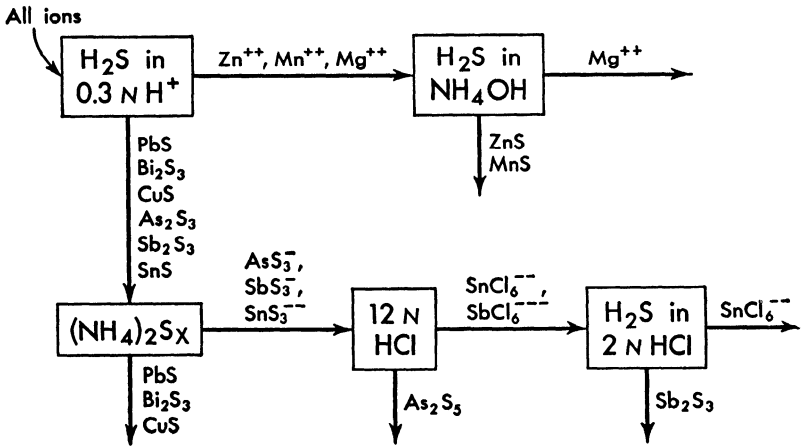 All ions
H₂S in
0.3 N H⁺
Zn⁺⁺, Mn⁺⁺, Mg⁺⁺
H₂S in
NH₄OH
Mg⁺⁺
PbS
Bi₂S₃
CuS
As₂S₃
Sb₂S₃
SnS
ZnS
MnS
(NH₄)₂Sx
AsS₃⁻,
SbS₃⁻,
SnS₃⁻⁻
12 N
HCl
SnCl₆⁻⁻,
SbCl₆⁻⁻⁻
H₂S in
2 N HCl
SnCl₆⁻⁻
PbS
Bi₂S₃
CuS
As₂S₅
Sb₂S₃